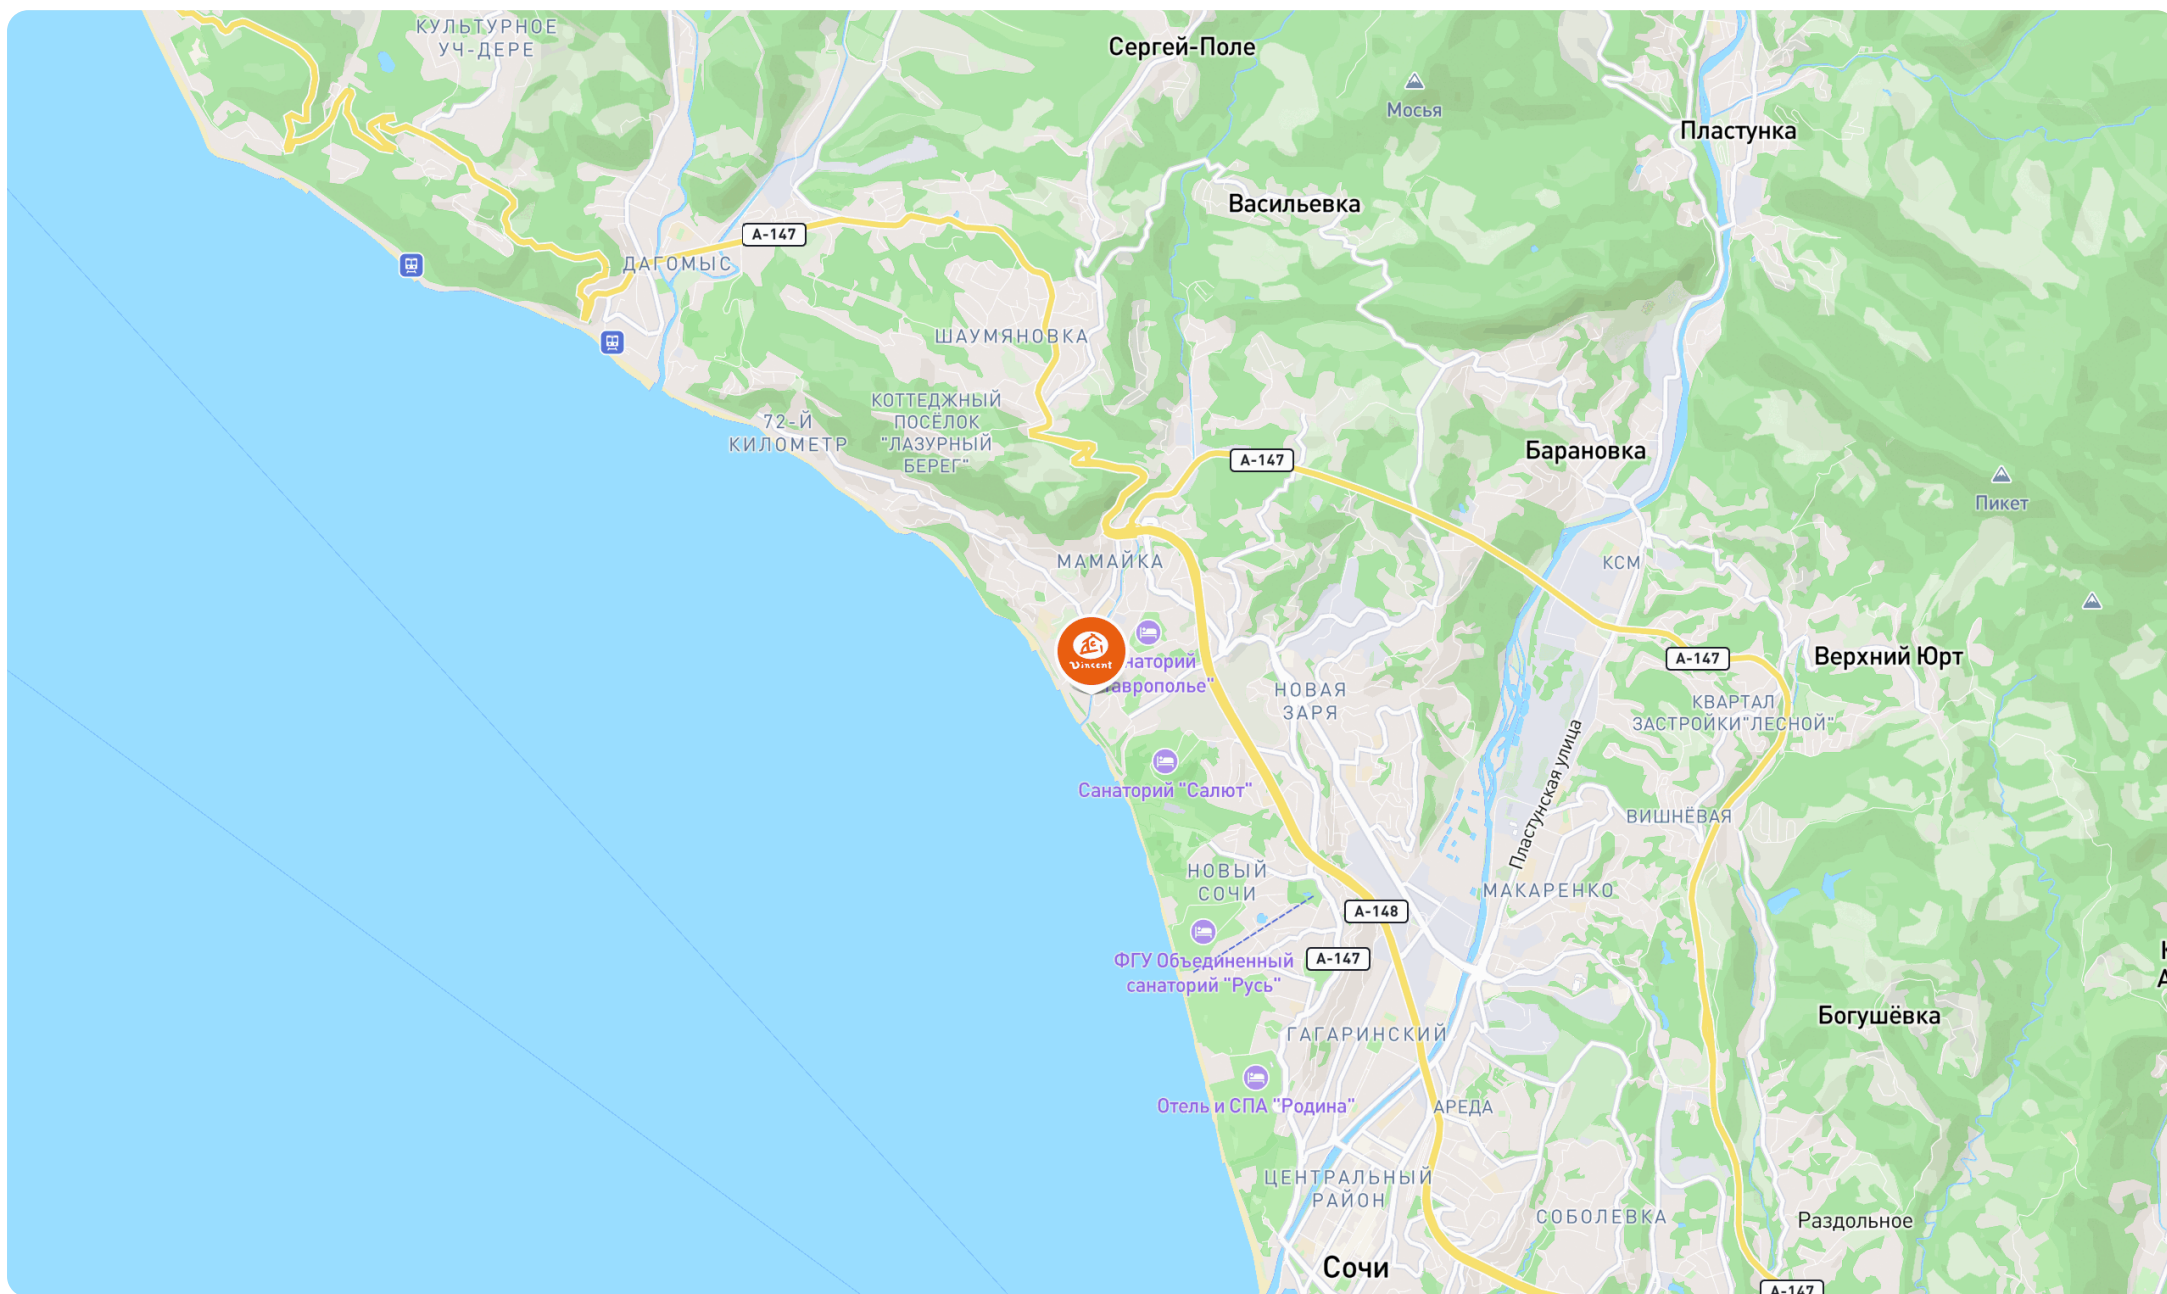 КУЛЬТУРНОЕ
УЧ-ДЕРЕ
Сергей-Поле
Мосья
Пластунка
Васильевка
А-147
ДАГОМЫС
ШАУМЯНОВКА
КОТТЕДЖНЫЙ
ПОСЁЛОК
"ЛАЗУРНЫЙ
БЕРЕГ"
72-Й
КИЛОМЕТР
А-147
Барановка
Пикет
МАМАЙКА
КСМ
Vincent
наторий
аврополье"
А-147
Верхний Юрт
НОВАЯ
ЗАРЯ
КВАРТАЛ
ЗАСТРОЙКИ"ЛЕСНОЙ"
Пластунская улица
Санаторий "Салют"
ВИШНЁВАЯ
НОВЫЙ
СОЧИ
МАКАРЕНКО
А-148
А-147
ФГУ Объединенный
санаторий "Русь"
Богушёвка
ГАГАРИНСКИЙ
Отель и СПА "Родина"
АРЕДА
ЦЕНТРАЛЬНЫЙ
РАЙОН
СОБОЛЕВКА
Раздольное
Сочи
А-147